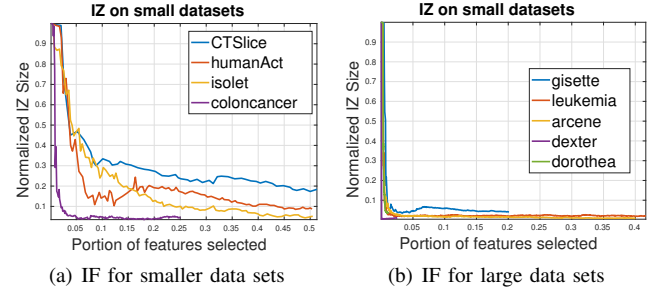 IZ on small datasets
Normalized IZ Size
0.9
0.8
0.7
0.6
0.5
0.4
0.3
0.2
0.1
CTSlice
humanAct
isolet
coloncancer
0.05 0.1 0.15 0.2 0.25 0.3 0.35 0.4 0.45 0.5
Portion of features selected
(a) IF for smaller data sets
IZ on small datasets
Normalized IZ Size
0.9
0.8
0.7
0.6
0.5
0.4
0.3
0.2
0.1
gisette
leukemia
arcene
dexter
dorothea
0.05 0.1 0.15 0.2 0.25 0.3 0.35 0.4
Portion of features selected
(b) IF for large data sets